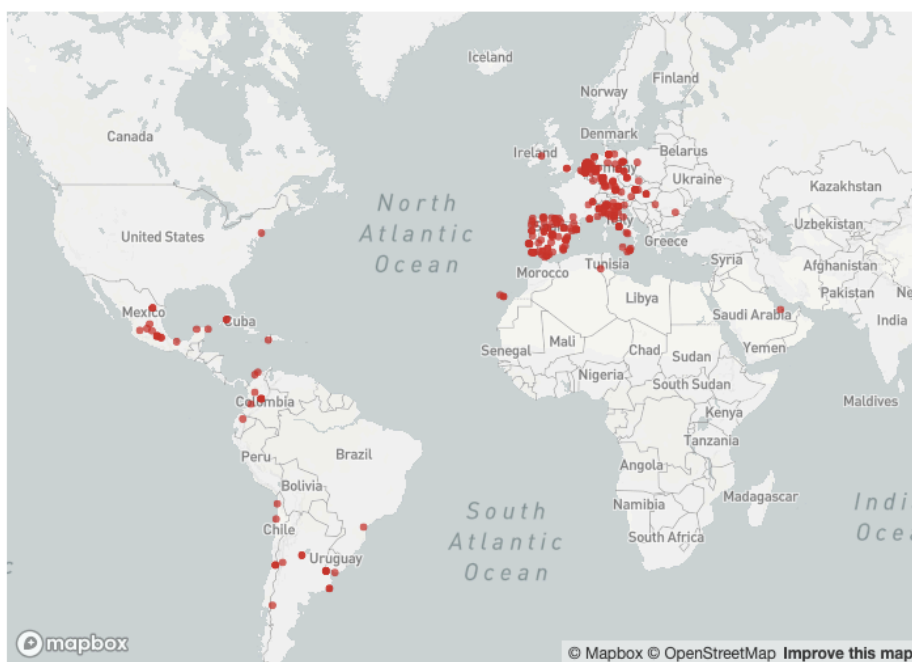 Iceland
Finland
Norway
Canada
Denmark
Ireland
Belarus
Ukraine
Kazakhstan
North
Atlantic
Ocean
United States
Italy
Uzbekistan
Greece
Syria
Afghanistan
Morocco
Tunisia
Pakistan
Mexico
Cuba
Libya
Saudi Arabia
India
Mali
Chad
Sudan
Yemen
Senegal
Nigeria
South Sudan
Colombia
Kenya
Maldives
Peru
Brazil
Tanzania
Angola
Bolivia
Madagascar
Namibia
South
Atlantic
Ocean
Chile
South Africa
Uruguay
mapbox
© Mapbox © OpenStreetMap Improve this map